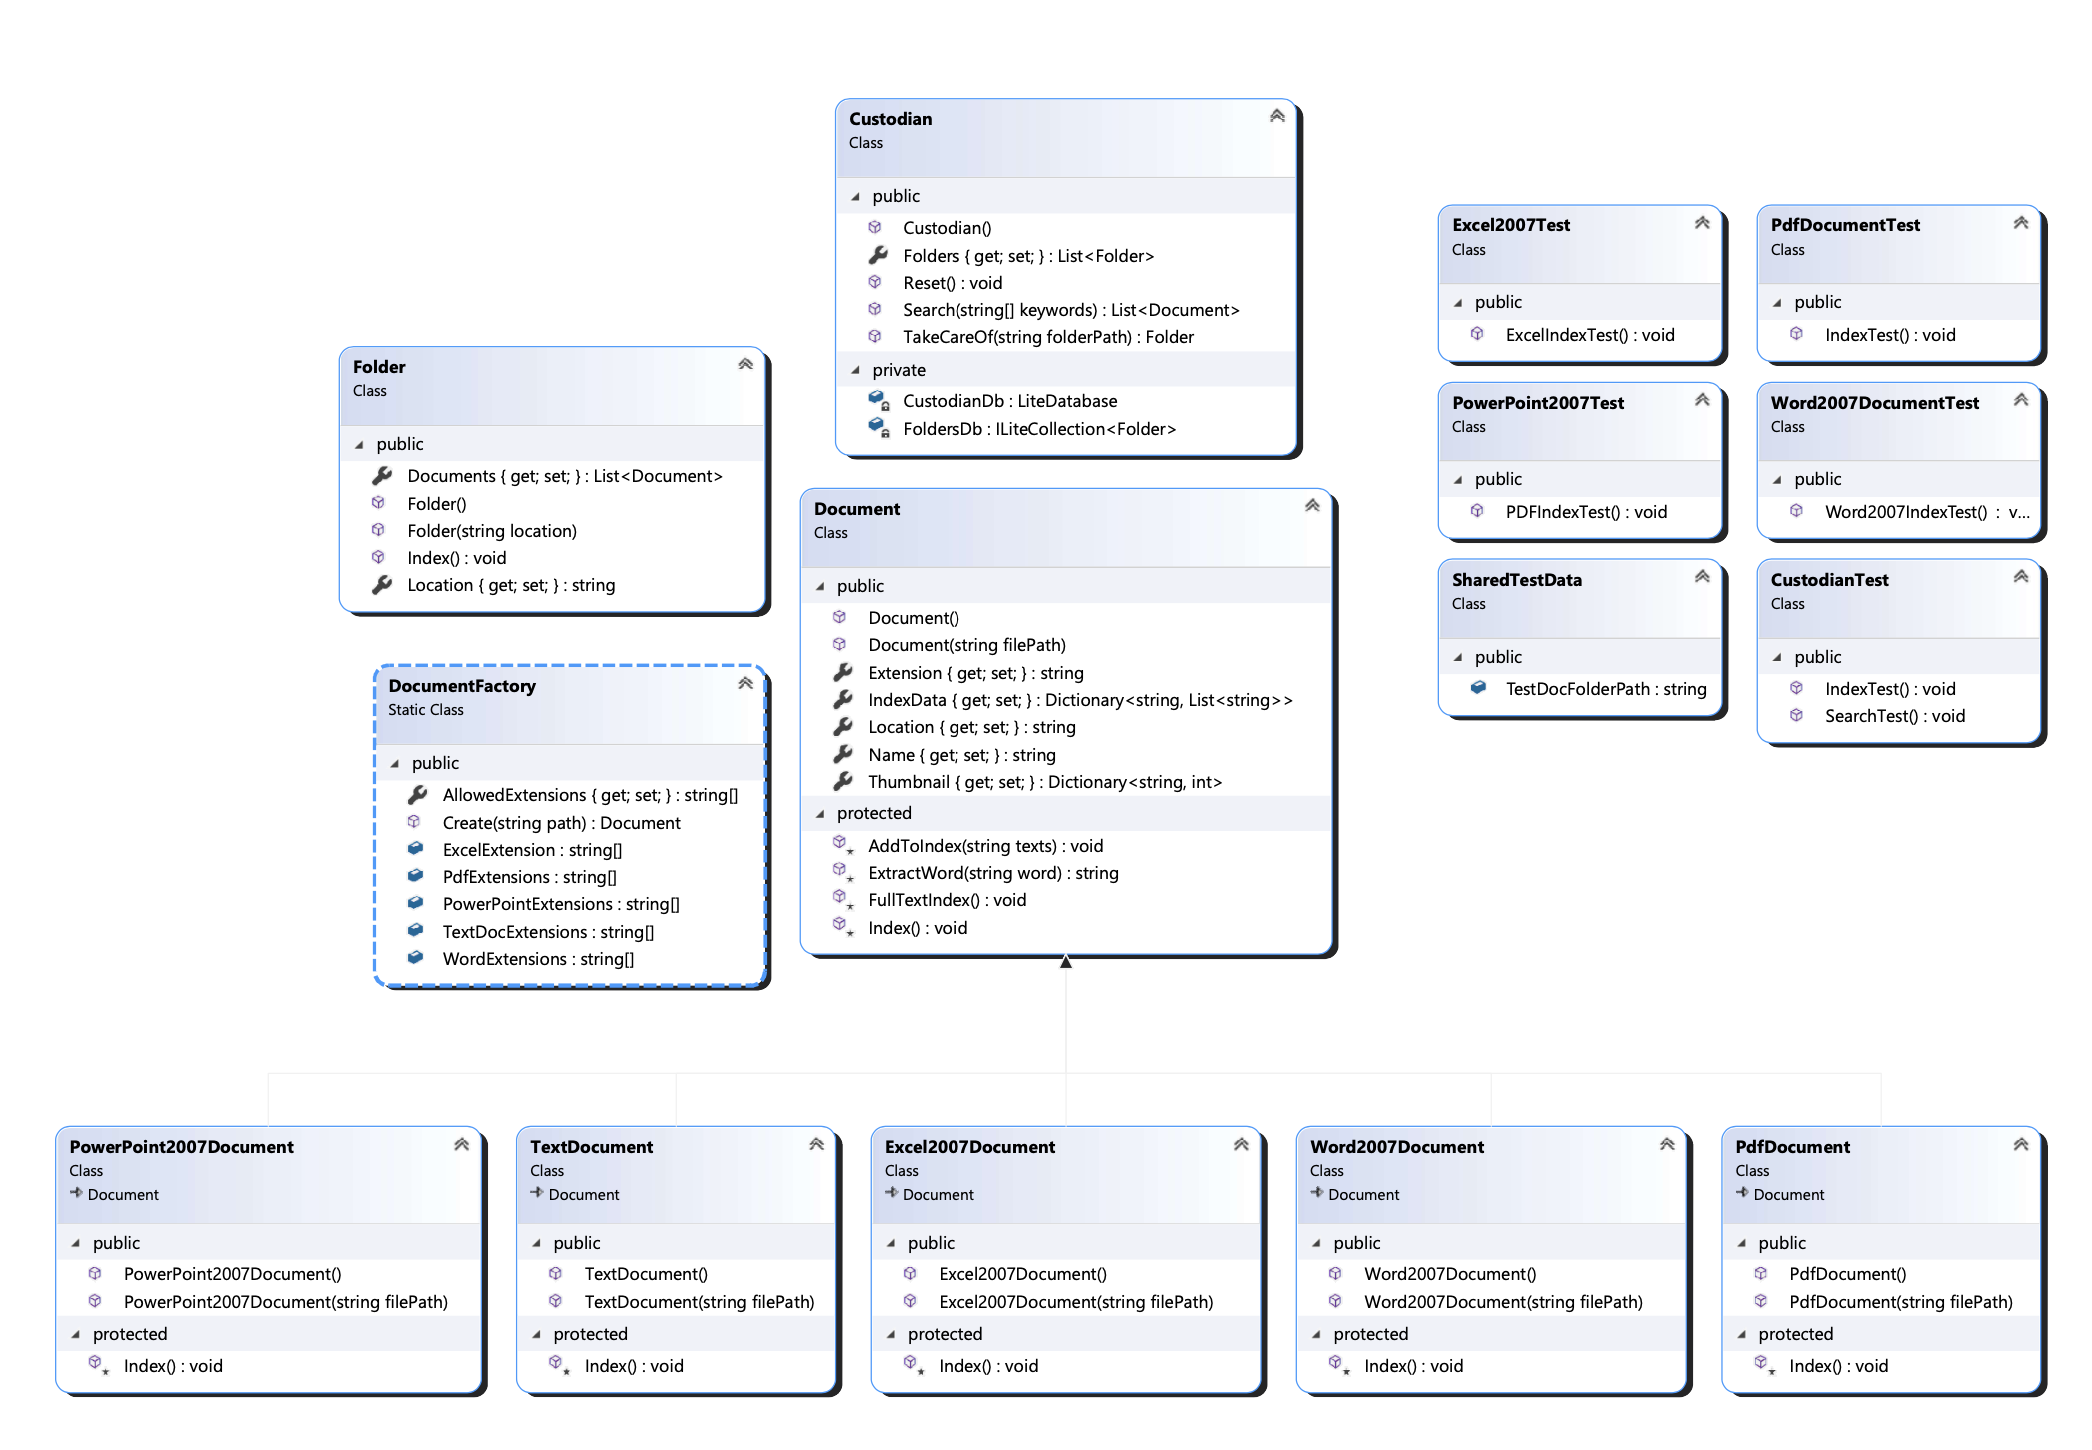 Custodian
Class
public
Custodian()
Folders { get; set; } : List<Folder>
Reset() : void
Search(string[] keywords) : List<Document>
TakeCareOf(string folderPath) : Folder
private
CustodianDb : LiteDatabase
FoldersDb : ILiteCollection<Folder>
Folder
Class
public
Documents { get; set; } : List<Document>
Folder()
Folder(string location)
Index() : void
Location { get; set; } : string
DocumentFactory
Static Class
public
AllowedExtensions { get; set; } : string[]
Create(string path) : Document
ExcelExtension : string[]
PdfExtensions : string[]
PowerPointExtensions : string[]
TextDocExtensions : string[]
WordExtensions : string[]
Document
Class
public
Document()
Document(string filePath)
Extension { get; set; } : string
IndexData { get; set; } : Dictionary<string, List<string>>
Location { get; set; } : string
Name { get; set; } : string
Thumbnail { get; set; } : Dictionary<string, int>
protected
AddToIndex(string texts) : void
ExtractWord(string word) : string
FullTextIndex() : void
Index() : void
Excel2007Test
Class
public
ExcelIndexTest() : void
PdfDocumentTest
Class
public
IndexTest() : void
PowerPoint2007Test
Class
public
PDFIndexTest() : void
Word2007DocumentTest
Class
public
Word2007IndexTest() : v...
SharedTestData
Class
public
TestDocFolderPath : string
CustodianTest
Class
public
IndexTest() : void
SearchTest() : void
PowerPoint2007Document
Class
Document
public
PowerPoint2007Document()
PowerPoint2007Document(string filePath)
protected
Index() : void
TextDocument
Class
Document
public
TextDocument()
TextDocument(string filePath)
protected
Index() : void
Excel2007Document
Class
Document
public
Excel2007Document()
Excel2007Document(string filePath)
protected
Index() : void
Word2007Document
Class
Document
public
Word2007Document()
Word2007Document(string filePath)
protected
Index() : void
PdfDocument
Class
Document
public
PdfDocument()
PdfDocument(string filePath)
protected
Index() : void